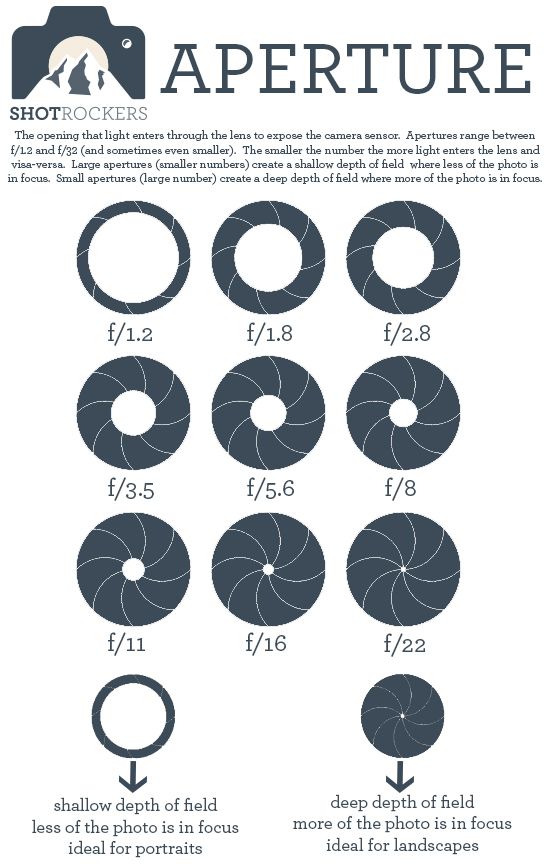 APERTURE
SHOTROCKERS
The opening that light enters through the lens to expose the camera sensor. Apertures range between
f/1.2 and f/32 (and sometimes even smaller). The smaller the number the more light enters the lens and
visa-versa. Large apertures (smaller numbers) create a shallow depth of field where less of the photo is
in focus. Small apertures (large number) create a deep depth of field where more of the photo is in focus.
f/1.2 f/1.8 f/2.8
f/3.5 f/5.6 f/8
f/11 f/16 f/22
shallow depth of field
less of the photo is in focus
ideal for portraits
deep depth of field
more of the photo is in focus
ideal for landscapes